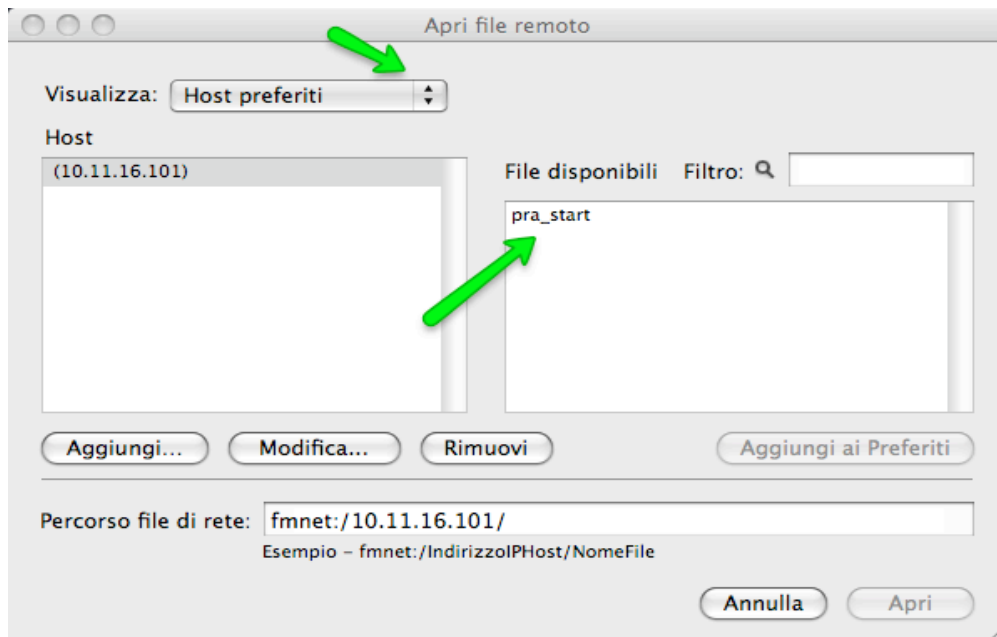 Apri file remoto
Visualizza: Host preferiti
Host
(10.11.16.101)
File disponibili Filtro:
pra_start
Aggiungi... Modifica... Rimuovi Aggiungi ai Preferiti
Percorso file di rete: fmnet:/10.11.16.101/
Esempio – fmnet:/IndirizzoIPHost/NomeFile
Annulla Apri